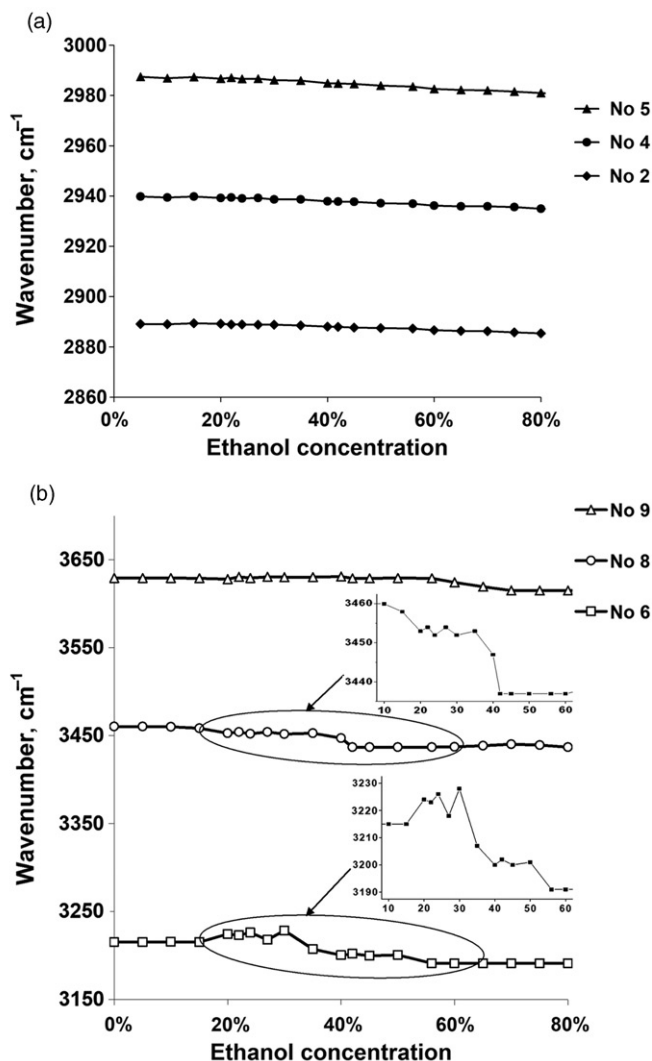 (a)
3000
2980
2960
2940
2920
2900
2880
2860
0% 20% 40% 60% 80%
Wavenumber, cm⁻¹
Ethanol concentration
No 5
No 4
No 2
(b)
3650
3550
3450
3350
3250
3150
0% 20% 40% 60% 80%
Wavenumber, cm⁻¹
Ethanol concentration
No 9
No 8
No 6
3460
3450
3440
10 20 30 40 50 60
3230
3220
3210
3200
3190
10 20 30 40 50 60